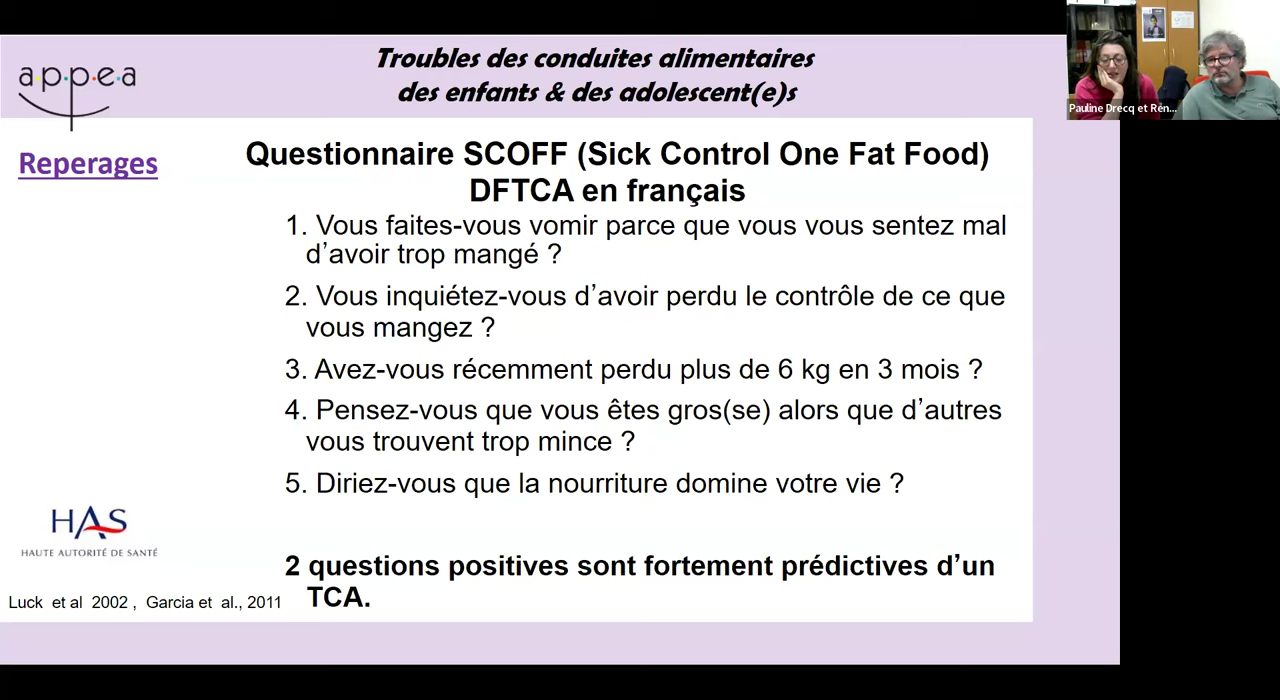 Troubles des conduites alimentaires
des enfants & des adolescent(e)s
a·p·p·e·a
Reperages
Questionnaire SCOFF (Sick Control One Fat Food)
DFTCA en français
1. Vous faites-vous vomir parce que vous vous sentez mal
d’avoir trop mangé ?
2. Vous inquiétez-vous d’avoir perdu le contrôle de ce que
vous mangez ?
3. Avez-vous récemment perdu plus de 6 kg en 3 mois ?
4. Pensez-vous que vous êtes gros(se) alors que d’autres
vous trouvent trop mince ?
5. Diriez-vous que la nourriture domine votre vie ?
HAS
HAUTE AUTORITÉ DE SANTÉ
2 questions positives sont fortement prédictives d’un
TCA.
Luck et al 2002 , Garcia et al., 2011
Pauline Drecq et Rén...